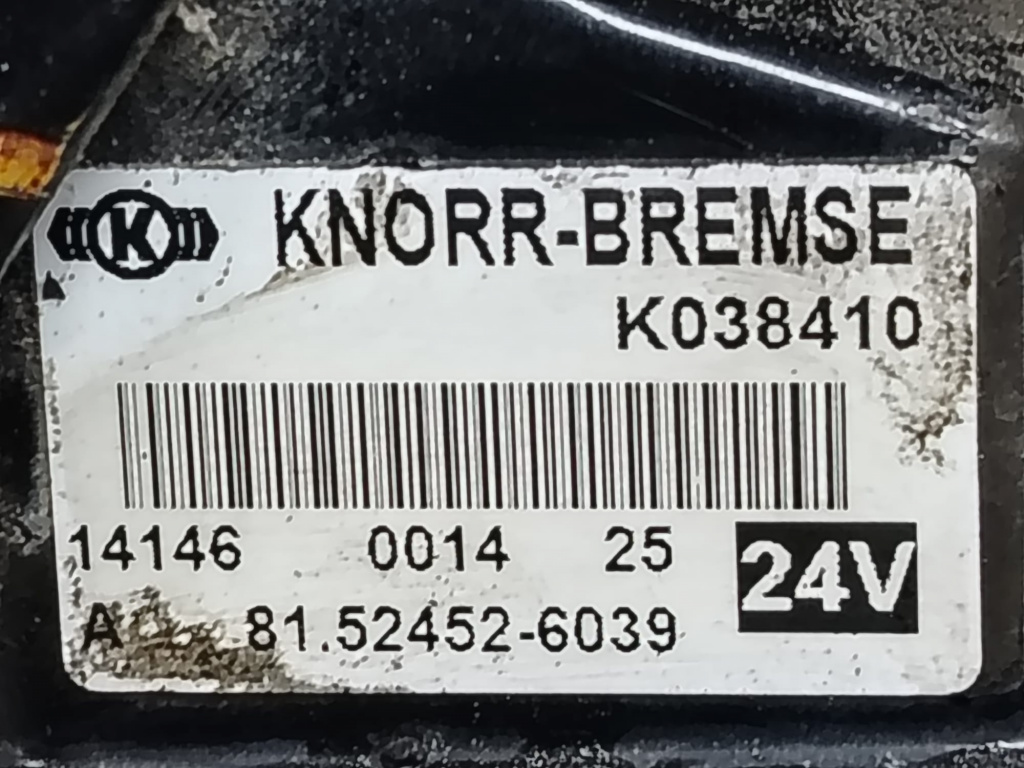 K KNORR-BREMSE
K038410
14146 0014 25 24V
A 81.52452-6039